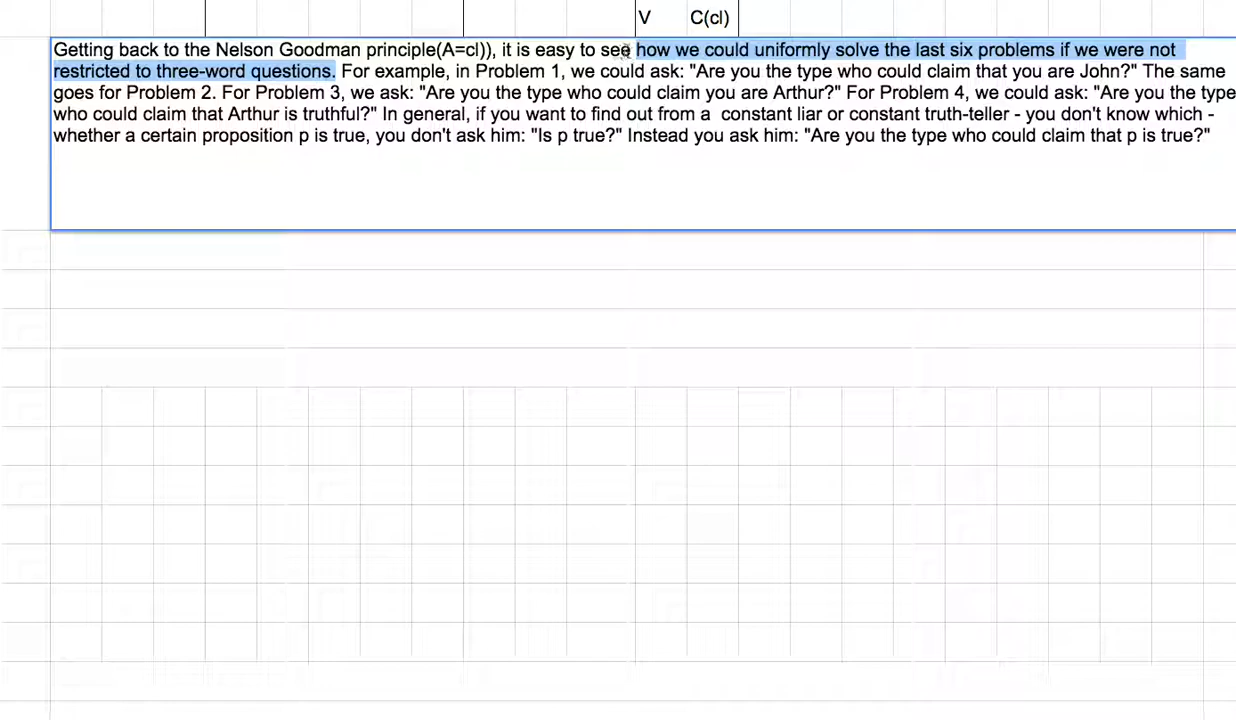 V C(cl)
Getting back to the Nelson Goodman principle(A=cl)), it is easy to see how we could uniformly solve the last six problems if we were not
restricted to three-word questions. For example, in Problem 1, we could ask: "Are you the type who could claim that you are John?" The same
goes for Problem 2. For Problem 3, we ask: "Are you the type who could claim you are Arthur?" For Problem 4, we could ask: "Are you the type
who could claim that Arthur is truthful?" In general, if you want to find out from a  constant liar or constant truth-teller - you don't know which -
whether a certain proposition p is true, you don't ask him: "Is p true?" Instead you ask him: "Are you the type who could claim that p is true?"